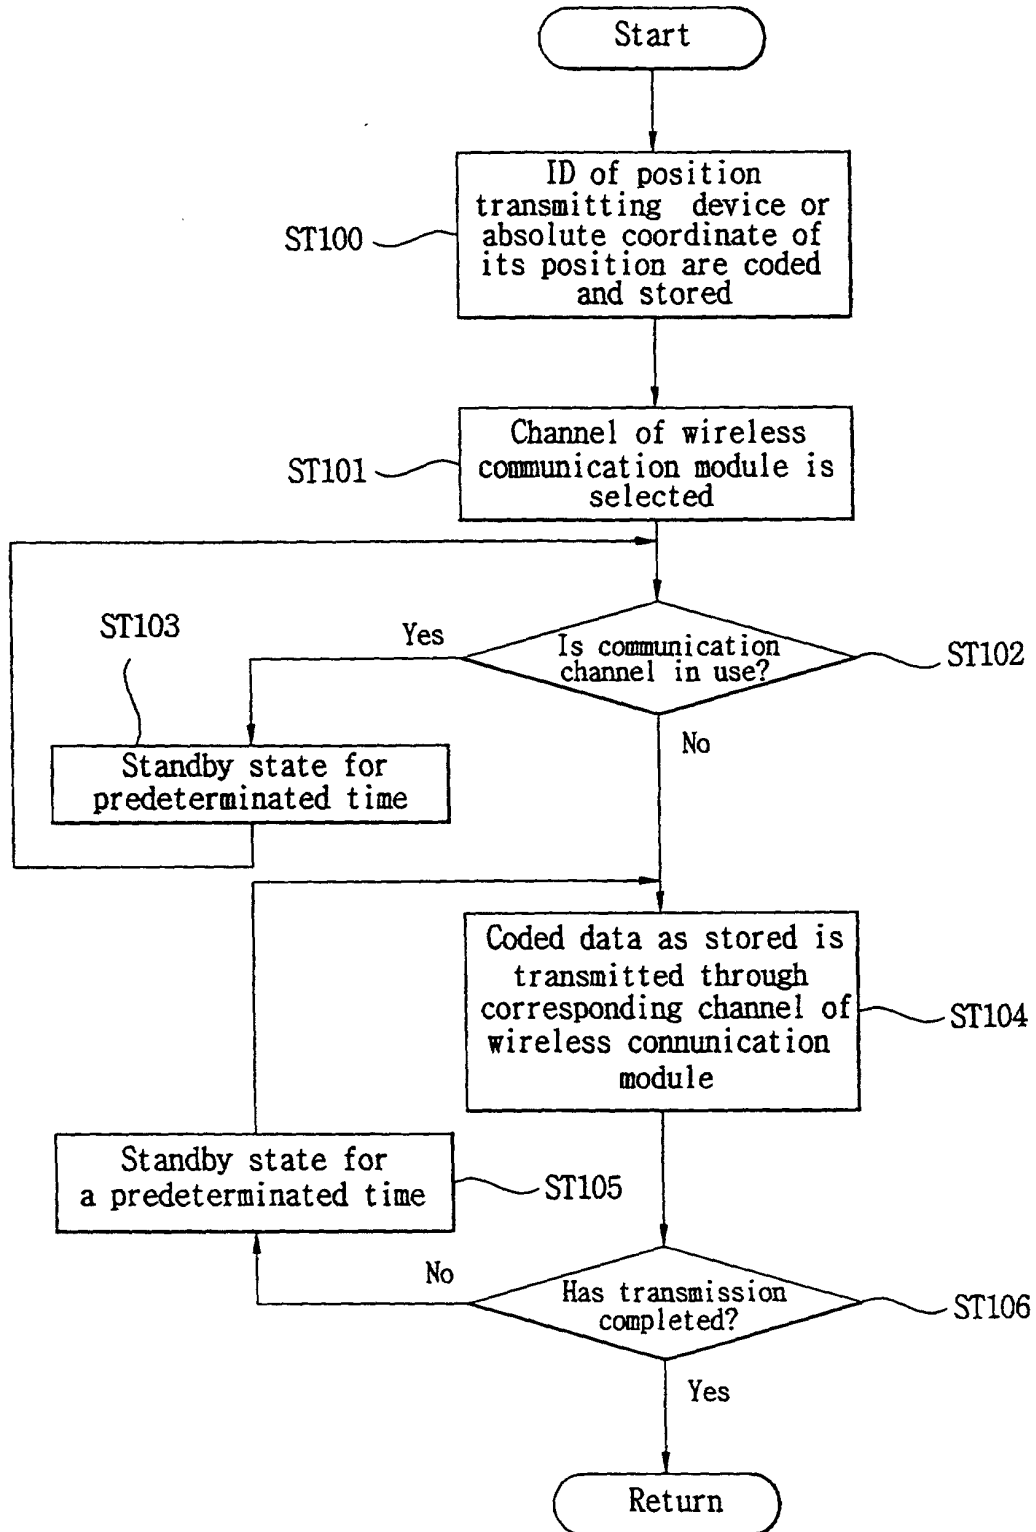 Start
ID of position
transmitting device or
absolute coordinate of
its position are coded
and stored
ST100
Channel of wireless
communication module is
selected
ST101
ST103
Yes
Is communication
channel in use?
ST102
No
Standby state for
predeterminated time
Coded data as stored is
transmitted through
corresponding channel of
wireless connunication
module
ST104
Standby state for
a predeterminated time
ST105
No
Has transmission
completed?
ST106
Yes
Return